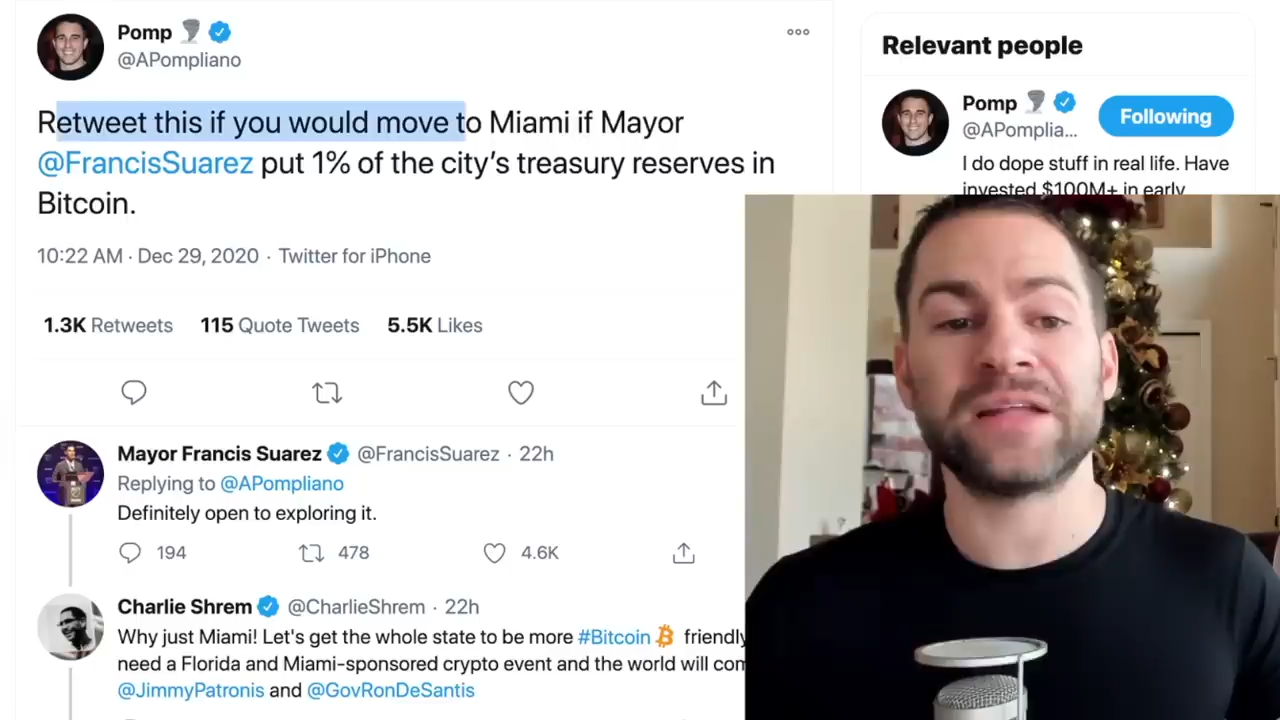 Pomp
@APompliano
Retweet this if you would move to Miami if Mayor
@FrancisSuarez put 1% of the city's treasury reserves in
Bitcoin.
10:22 AM · Dec 29, 2020 · Twitter for iPhone
1.3K Retweets 115 Quote Tweets 5.5K Likes
Mayor Francis Suarez @FrancisSuarez · 22h
Replying to @APompliano
Definitely open to exploring it.
194 478 4.6K
Charlie Shrem @CharlieShrem · 22h
Why just Miami! Let's get the whole state to be more #Bitcoin friendly
need a Florida and Miami-sponsored crypto event and the world will com
@JimmyPatronis and @GovRonDeSantis
Relevant people
Pomp
@APomplia...
Following
I do dope stuff in real life. Have
invested $100M+ in early